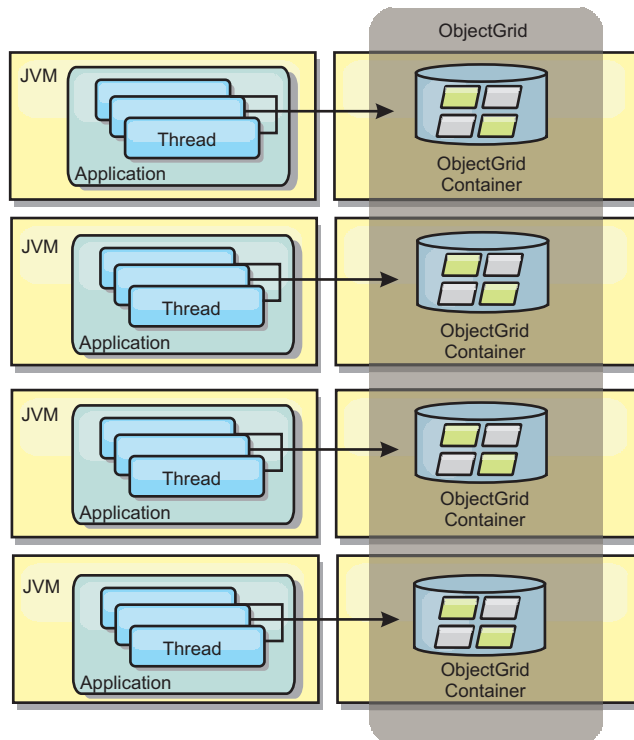 ObjectGrid
JVM
Thread
Application
ObjectGrid
Container
JVM
Thread
Application
ObjectGrid
Container
JVM
Thread
Application
ObjectGrid
Container
JVM
Thread
Application
ObjectGrid
Container